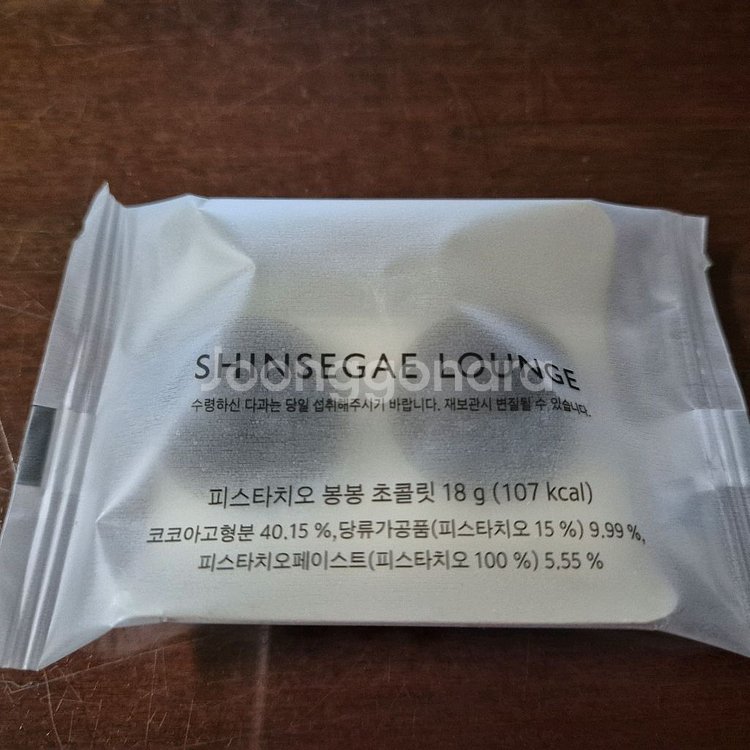 SHINSEGAE LOUNGE
Joonggonara
수령하신 다과는 당일 섭취해주시기 바랍니다. 재보관시 변질될 수 있습니다.
피스타치오 봉봉 초콜릿 18 g (107 kcal)
코코아고형분 40.15 %,당류가공품(피스타치오 15 %) 9.99 %,
피스타치오페이스트(피스타치오 100 %) 5.55 %